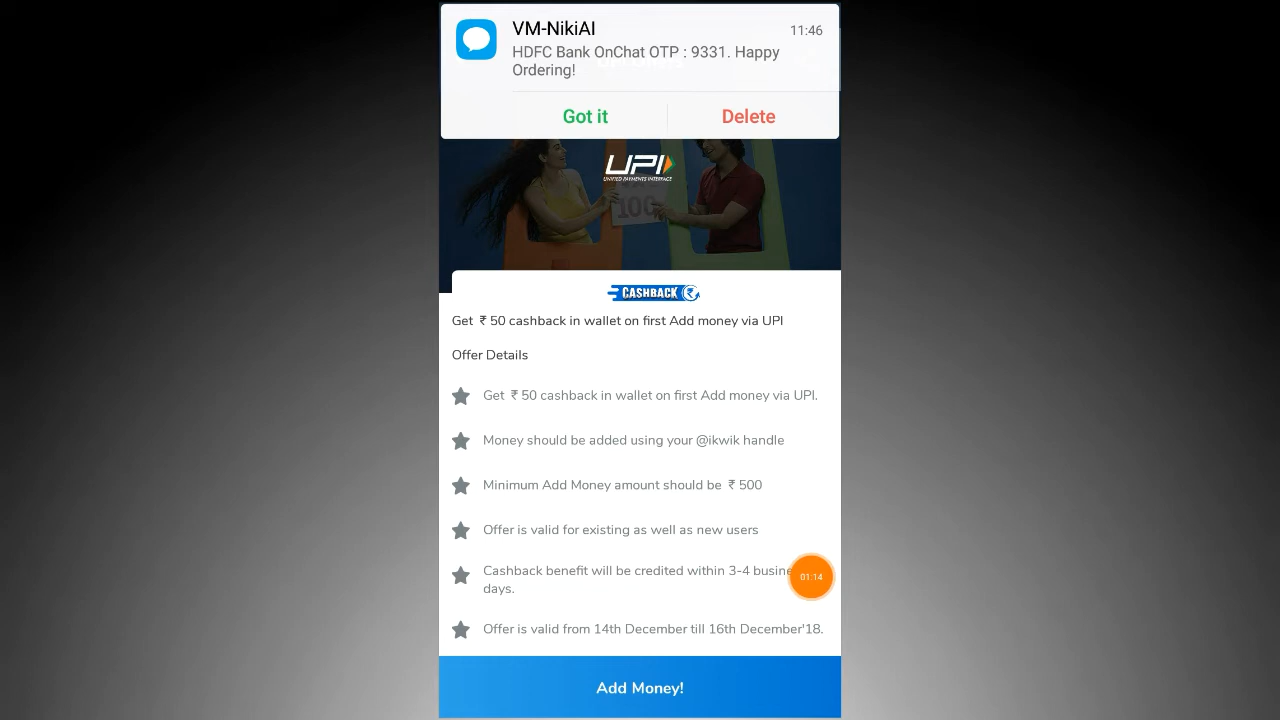 VM-NikiAI
11:46
HDFC Bank OnChat OTP : 9331. Happy
Ordering!
Got it
Delete
UPI
UNIFIED PAYMENTS INTERFACE
100
CASHBACK ₹
Get ₹ 50 cashback in wallet on first Add money via UPI
Offer Details
Get ₹ 50 cashback in wallet on first Add money via UPI.
Money should be added using your @ikwik handle
Minimum Add Money amount should be ₹ 500
Offer is valid for existing as well as new users
Cashback benefit will be credited within 3-4 busine
days.
01:14
Offer is valid from 14th December till 16th December'18.
Add Money!